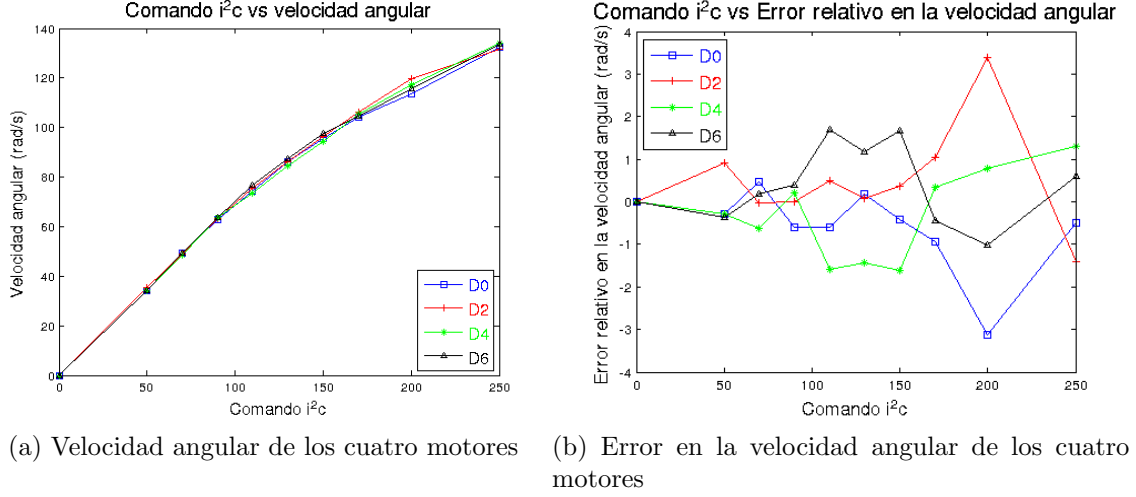 Comando i²c vs velocidad angular
Velocidad angular (rad/s)
140
120
100
80
60
40
20
0
0 50 100 150 200 250
Comando i²c
D0
D2
D4
D6
(a) Velocidad angular de los cuatro motores
Comando i²c vs Error relativo en la velocidad angular
Error relativo en la velocidad angular (rad/s)
4
3
2
1
0
-1
-2
-3
-4
0 50 100 150 200 250
Comando i²c
D0
D2
D4
D6
(b) Error en la velocidad angular de los cuatro
motores